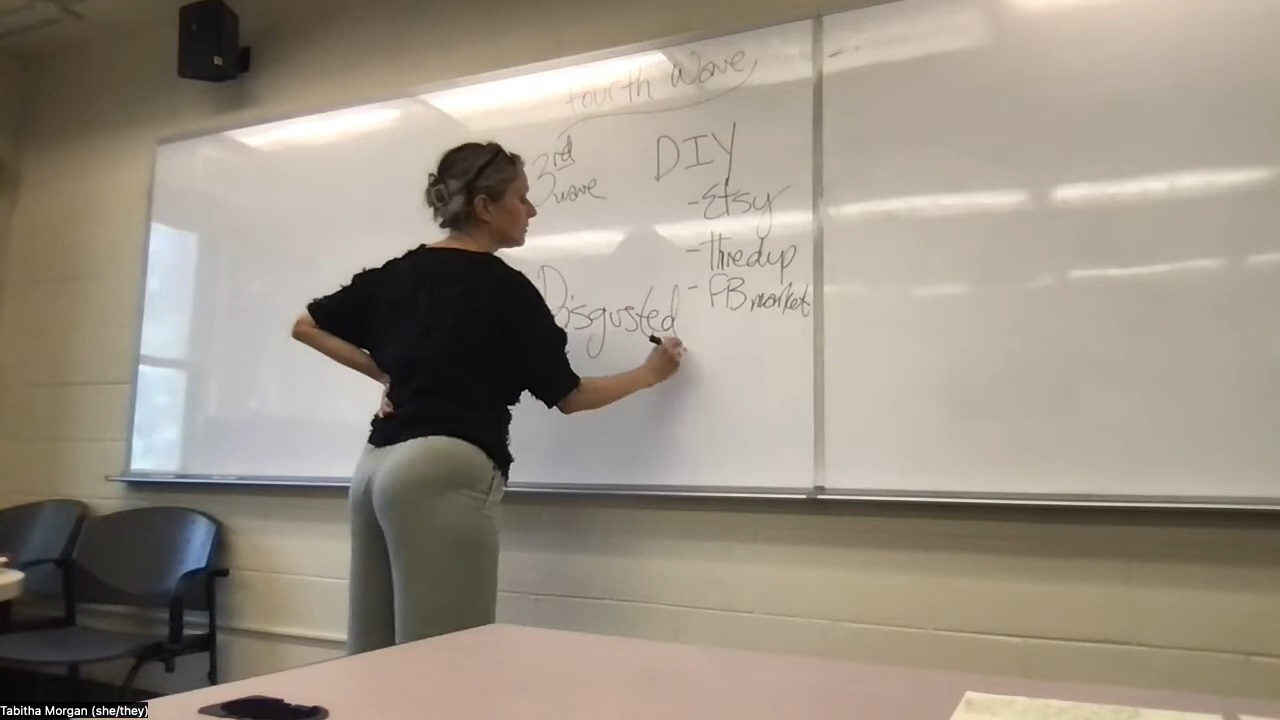 Fourth Wave
3rd
wave
DIY
- Etsy
- thredup
- FB market
Disgusted
Tabitha Morgan (she/they)